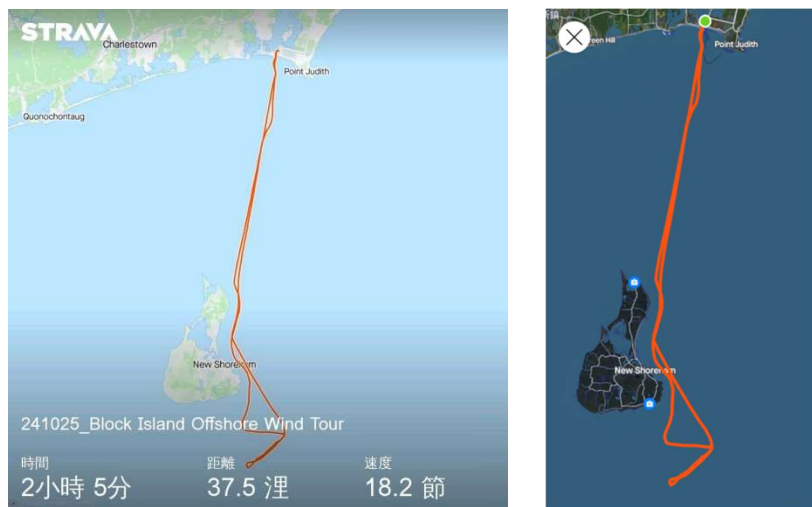 STRAVA
Charlestown
Point Judith
Quonochontaug
New Shoreham
241025_Block Island Offshore Wind Tour
時間
距離
速度
2小時 5分
37.5 浬
18.2 節
Point Judith
New Shoreham